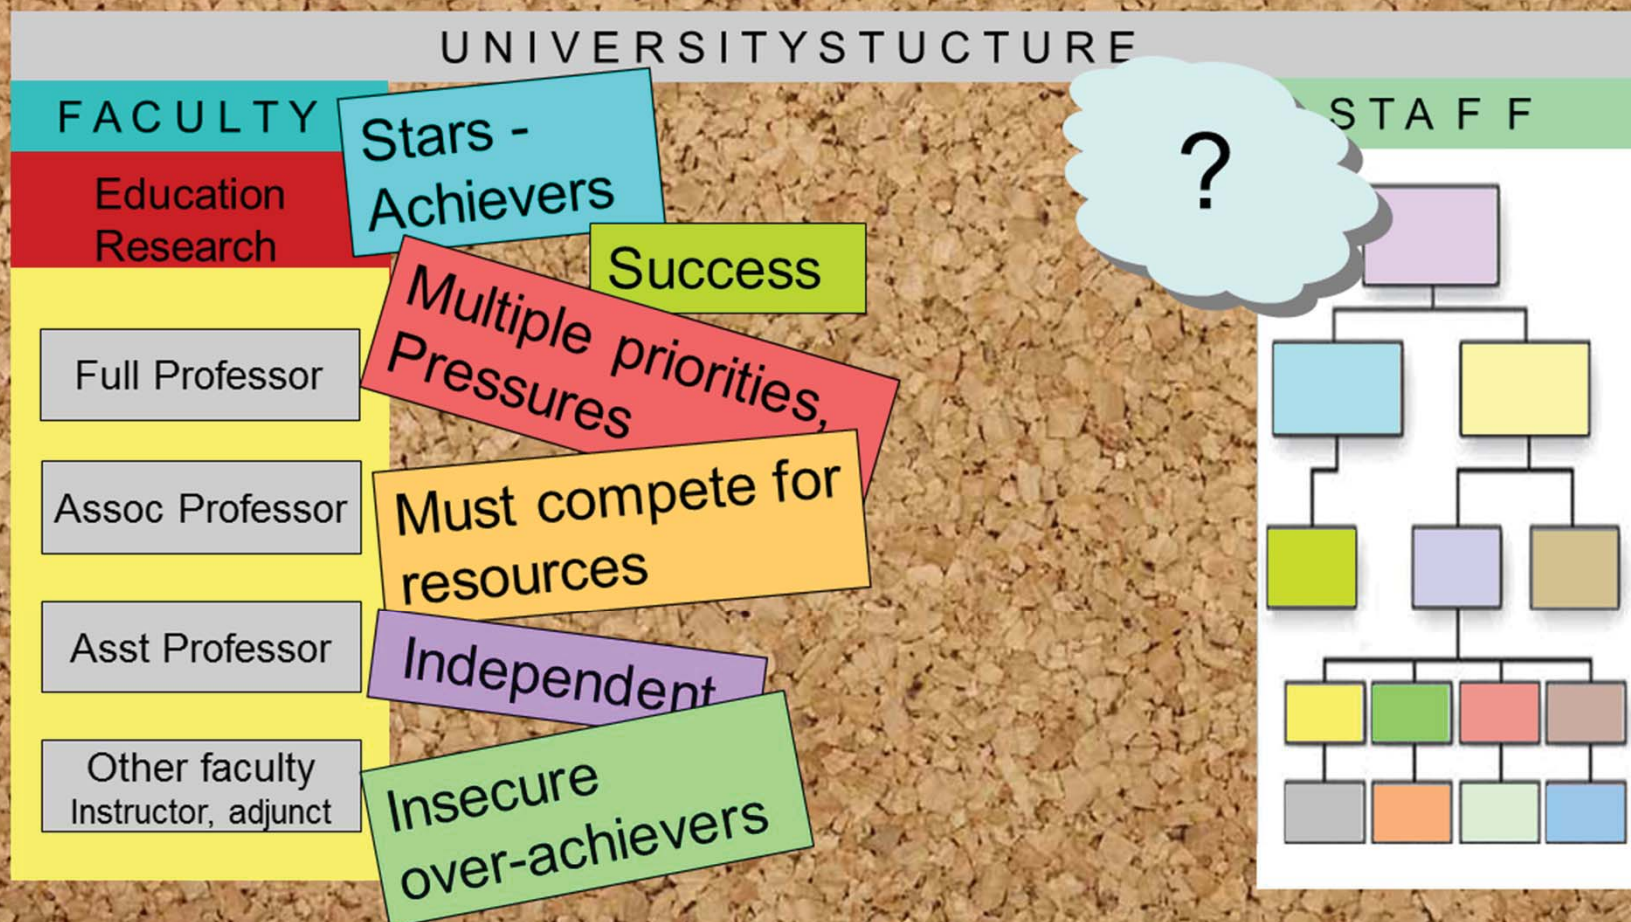 UNIVERSITYSTUCTURE
FACULTY
Education
Research
Full Professor
Assoc Professor
Asst Professor
Other faculty
Instructor, adjunct
Stars -
Achievers
Success
Multiple priorities,
Pressures
Must compete for
resources
Independent
Insecure
over-achievers
?
STAFF